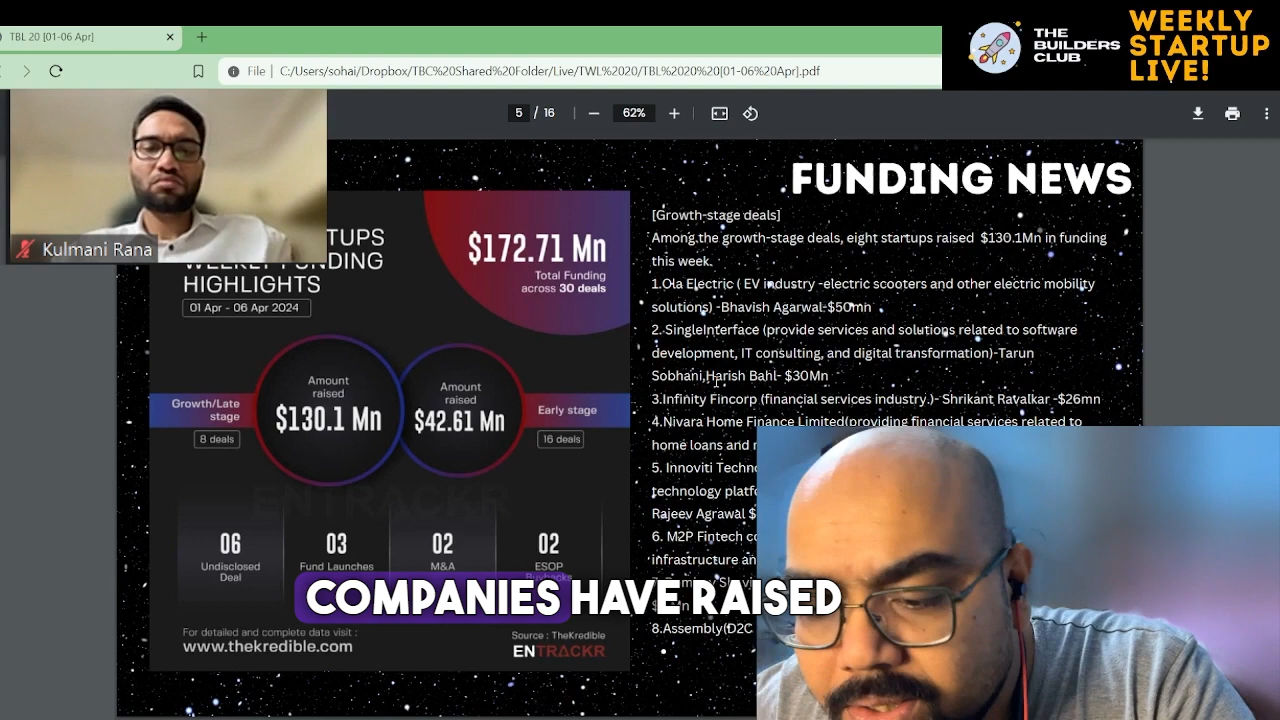 TBL 20 [01-06 Apr]
THE
BUILDERS
CLUB
WEEKLY
STARTUP
LIVE!
File | C:/Users/sohai/Dropbox/TBC%20Shared%20Folder/Live/TWL%2020/TBL%2020%20[01-06%20Apr].pdf
5 / 16
62%
Kulmani Rana
HIGHLIGHTS
01 Apr - 06 Apr 2024
$172.71 Mn
Total Funding
across 30 deals
Growth/Late
stage
8 deals
Amount
raised
$130.1 Mn
Amount
raised
$42.61 Mn
Early stage
16 deals
ENTRACKR
06
Undisclosed
Deal
03
Fund Launches
02
M&A
02
ESOP
Buybacks
For detailed and complete data visit :
www.thekredible.com
Source : TheKredible
ENTRACKR
FUNDING NEWS
[Growth-stage deals]
Among the growth-stage deals, eight startups raised $130.1Mn in funding
this week.
1.Ola Electric ( EV industry -electric scooters and other electric mobility
solutions) -Bhavish Agarwal-$50mn
2. SingleInterface (provide services and solutions related to software
development, IT consulting, and digital transformation)-Tarun
Sobhani,Harish Bahl- $30Mn
3.Infinity Fincorp (financial services industry.)- Shrikant Ravalkar -$26mn
4.Nivara Home Finance Limited(providing financial services related to
home loans and
5. Innoviti
technology
Rajeev Agrawal
6. M2P Fintech
infrastructure
8.Assembly(D2C
COMPANIES HAVE RAISED